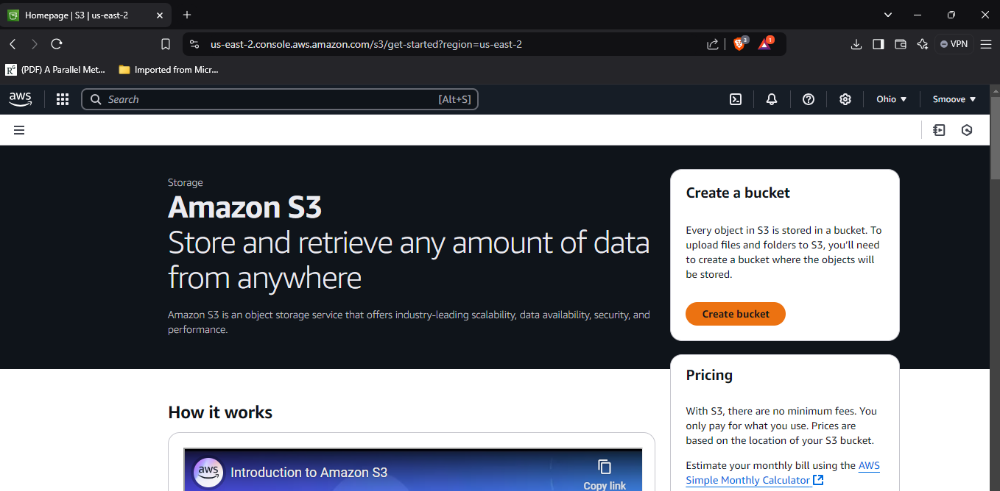 Homepage | S3 | us-east-2
us-east-2.console.aws.amazon.com/s3/get-started?region=us-east-2
3
1
VPN
R⁶ (PDF) A Parallel Met...
Imported from Micr...
aws
Search
[Alt+S]
Ohio
Smoove
Storage
Amazon S3
Store and retrieve any amount of data
from anywhere
Amazon S3 is an object storage service that offers industry-leading scalability, data availability, security, and
performance.
Create a bucket
Every object in S3 is stored in a bucket. To
upload files and folders to S3, you’ll need
to create a bucket where the objects will
be stored.
Create bucket
Pricing
With S3, there are no minimum fees. You
only pay for what you use. Prices are
based on the location of your S3 bucket.
Estimate your monthly bill using the AWS
Simple Monthly Calculator
How it works
aws
Introduction to Amazon S3
Copy link